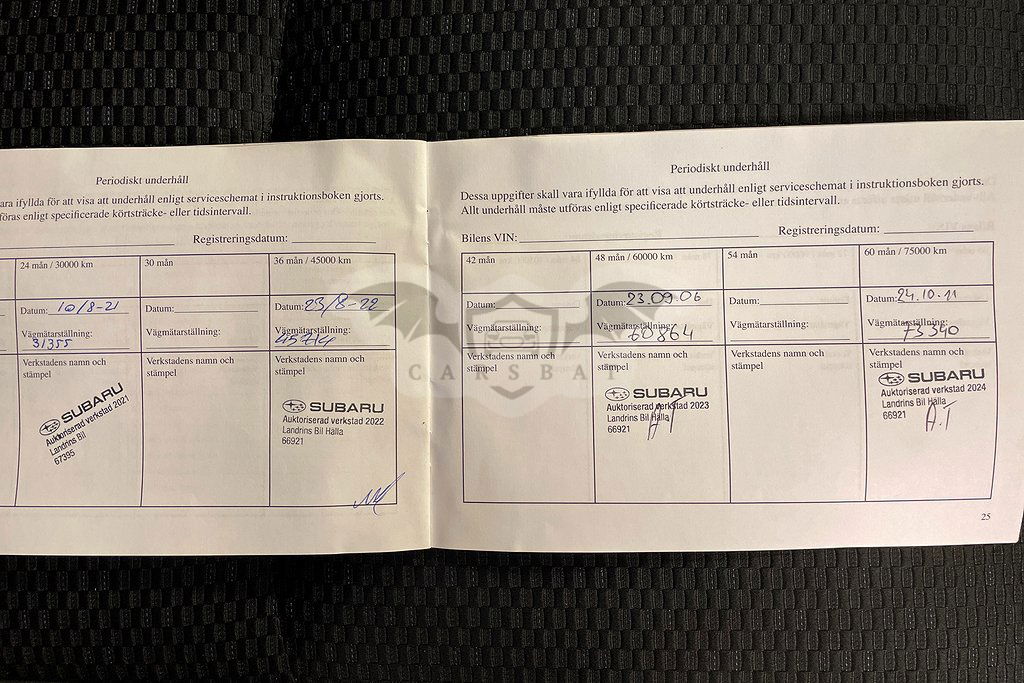 Periodiskt underhåll
ara ifyllda för att visa att underhåll enligt serviceschemat i instruktionsboken gjorts.
föras enligt specificerade körtsträcke- eller tidsintervall.
Registreringsdatum:
24 mån / 30000 km
30 mån
36 mån / 45000 km
Datum: 10/8-21
Datum:
Datum: 23/8-22
Vägmätarställning:
31355
Vägmätarställning:
Vägmätarställning:
Verkstadens namn och
stämpel
Verkstadens namn och
stämpel
Verkstadens namn och
stämpel
SUBARU
Auktoriserad verkstad 2021
Landrins Bil
67395
SUBARU
Auktoriserad verkstad 2022
Landrins Bil Hälla
66921
Periodiskt underhåll
Dessa uppgifter skall vara ifyllda för att visa att underhåll enligt serviceschemat i instruktionsboken gjorts.
Allt underhåll måste utföras enligt specificerade körtsträcke- eller tidsintervall.
Bilens VIN:
Registreringsdatum:
42 mån
48 mån / 60000 km
54 mån
60 mån / 75000 km
Datum:
Datum: 23.09.06
Datum:
Datum: 24.10.11
Vägmätarställning:
Vägmätarställning:
60864
Vägmätarställning:
Vägmätarställning:
75340
Verkstadens namn och
stämpel
Verkstadens namn och
stämpel
Verkstadens namn och
stämpel
Verkstadens namn och
stämpel
SUBARU
Auktoriserad verkstad 2023
Landrins Bil Hälla
66921
A.T
SUBARU
Auktoriserad verkstad 2024
Landrins Bil Hälla
66921
A.T
25
CARSBAT